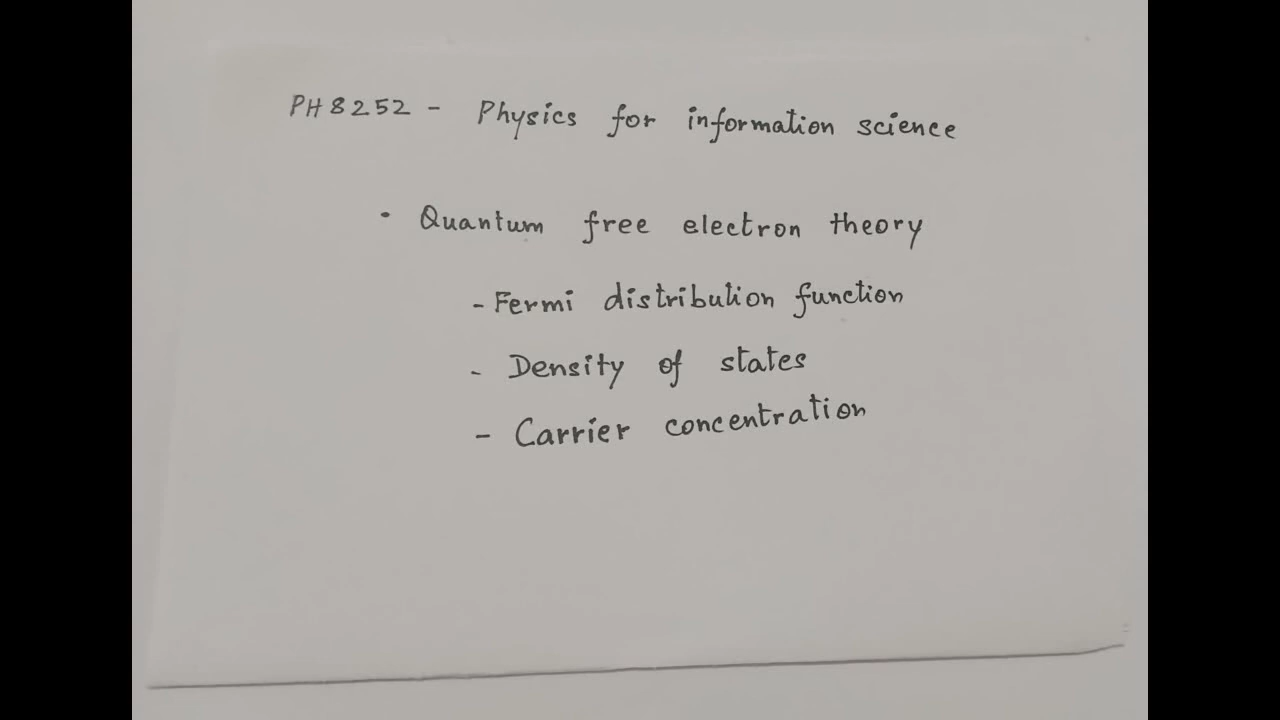 PH8252 - Physics for information science
• Quantum free electron theory
- Fermi distribution function
- Density of states
- Carrier concentration